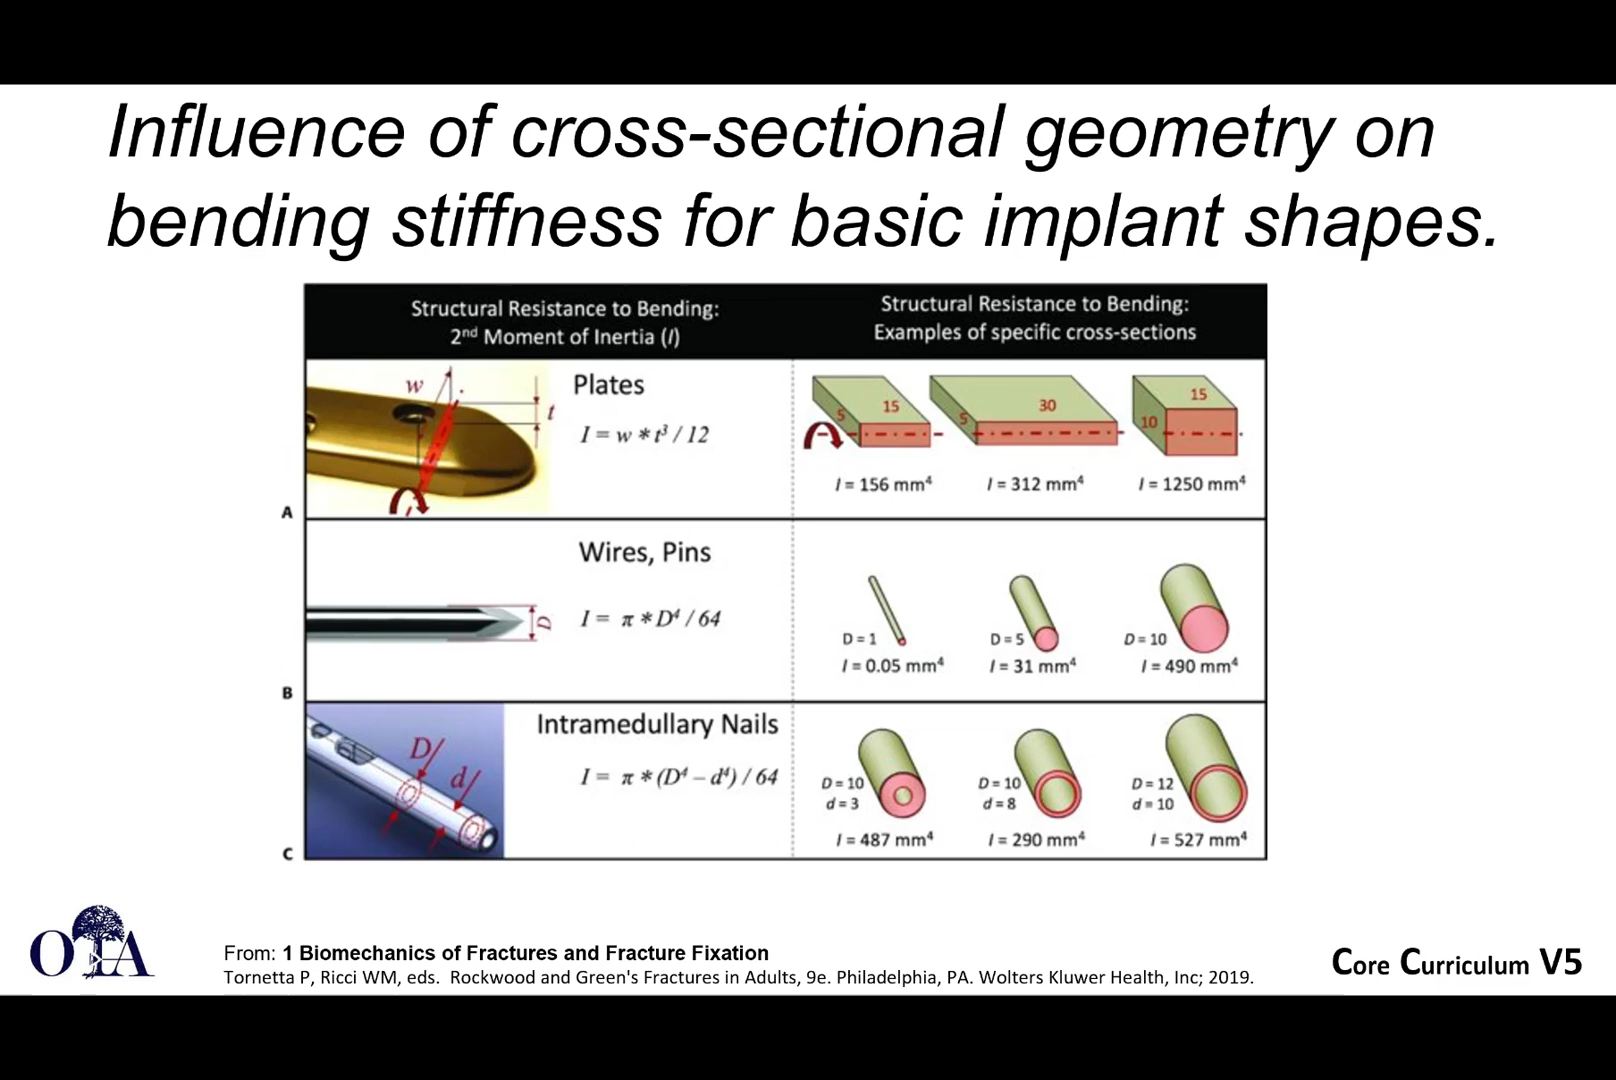 Influence of cross-sectional geometry on
bending stiffness for basic implant shapes.
Structural Resistance to Bending:
2nd Moment of Inertia (I)
Structural Resistance to Bending:
Examples of specific cross-sections
w
t
Plates
I = w * t³ / 12
5
15
5
30
10
15
I = 156 mm⁴
I = 312 mm⁴
I = 1250 mm⁴
A
Wires, Pins
I = π * D⁴ / 64
D
D = 1
I = 0.05 mm⁴
D = 5
I = 31 mm⁴
D = 10
I = 490 mm⁴
B
Intramedullary Nails
I = π * (D⁴ – d⁴) / 64
D
d
D = 10
d = 3
I = 487 mm⁴
D = 10
d = 8
I = 290 mm⁴
D = 12
d = 10
I = 527 mm⁴
C
OTA
From: 1 Biomechanics of Fractures and Fracture Fixation
Tornetta P, Ricci WM, eds. Rockwood and Green's Fractures in Adults, 9e. Philadelphia, PA. Wolters Kluwer Health, Inc; 2019.
Core Curriculum V5